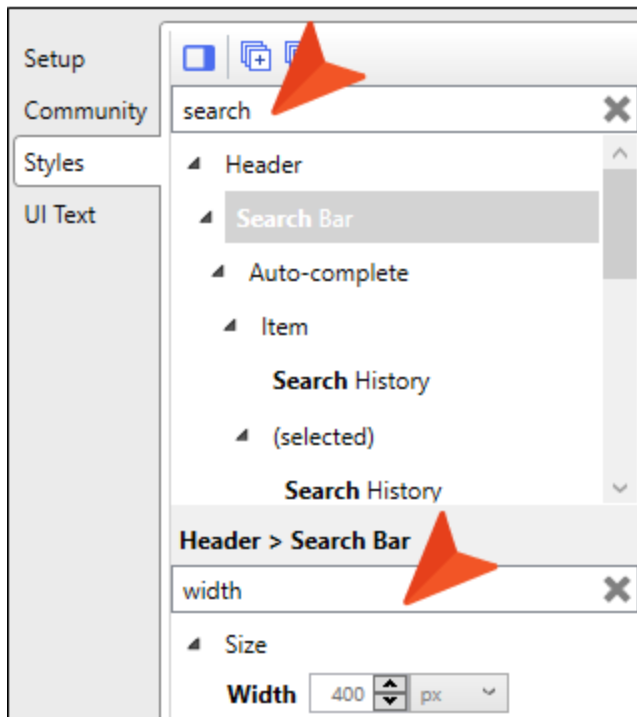 Setup
Community
Styles
UI Text
search
Header
Search Bar
Auto-complete
Item
Search History
(selected)
Search History
Header > Search Bar
width
Size
Width 400 px